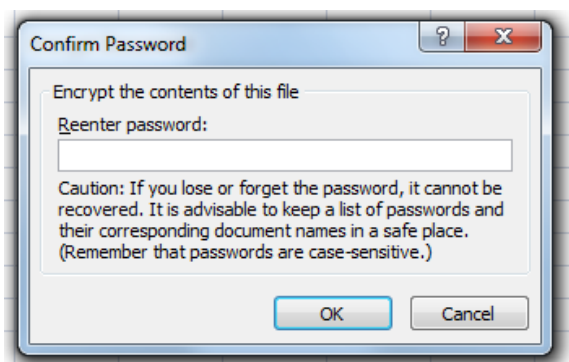 Confirm Password
Encrypt the contents of this file
Reenter password:
Caution: If you lose or forget the password, it cannot be
recovered. It is advisable to keep a list of passwords and
their corresponding document names in a safe place.
(Remember that passwords are case-sensitive.)
OK Cancel